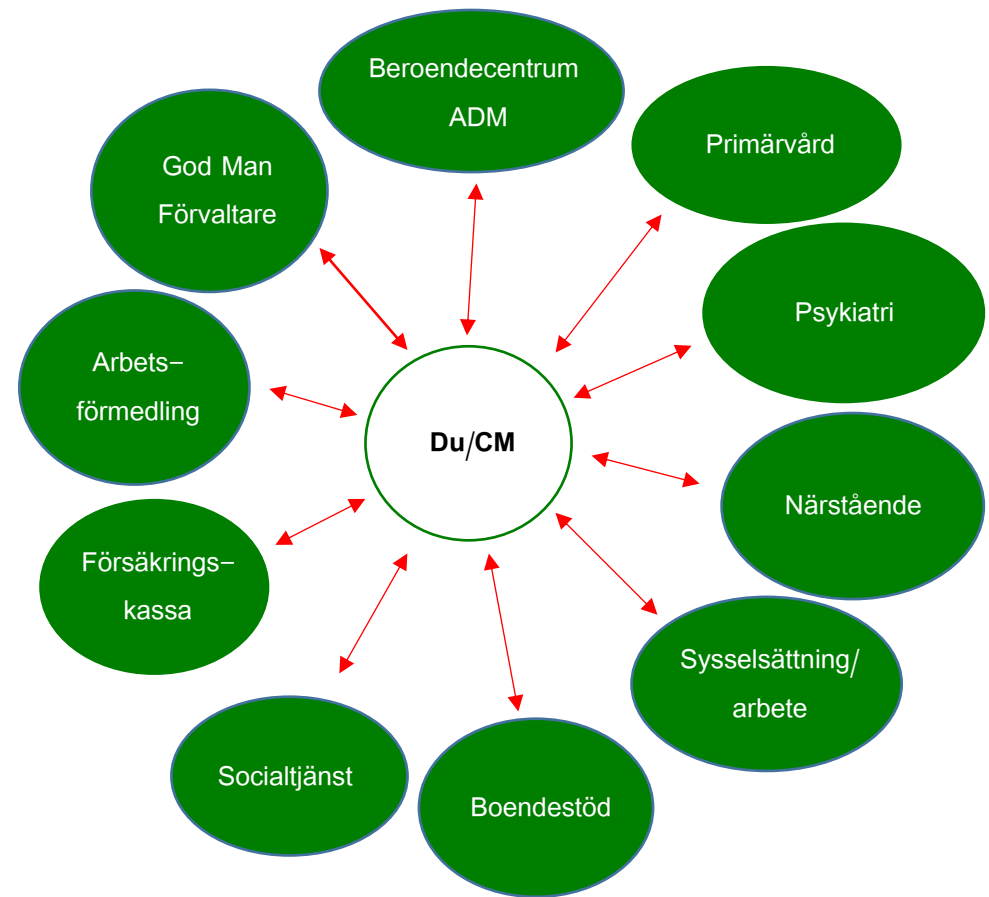 Beroendecentrum
ADM
Primärvård
God Man
Förvaltare
Psykiatri
Arbets–
förmedling
Du/CM
Närstående
Försäkrings–
kassa
Sysselsättning/
arbete
Socialtjänst
Boendestöd